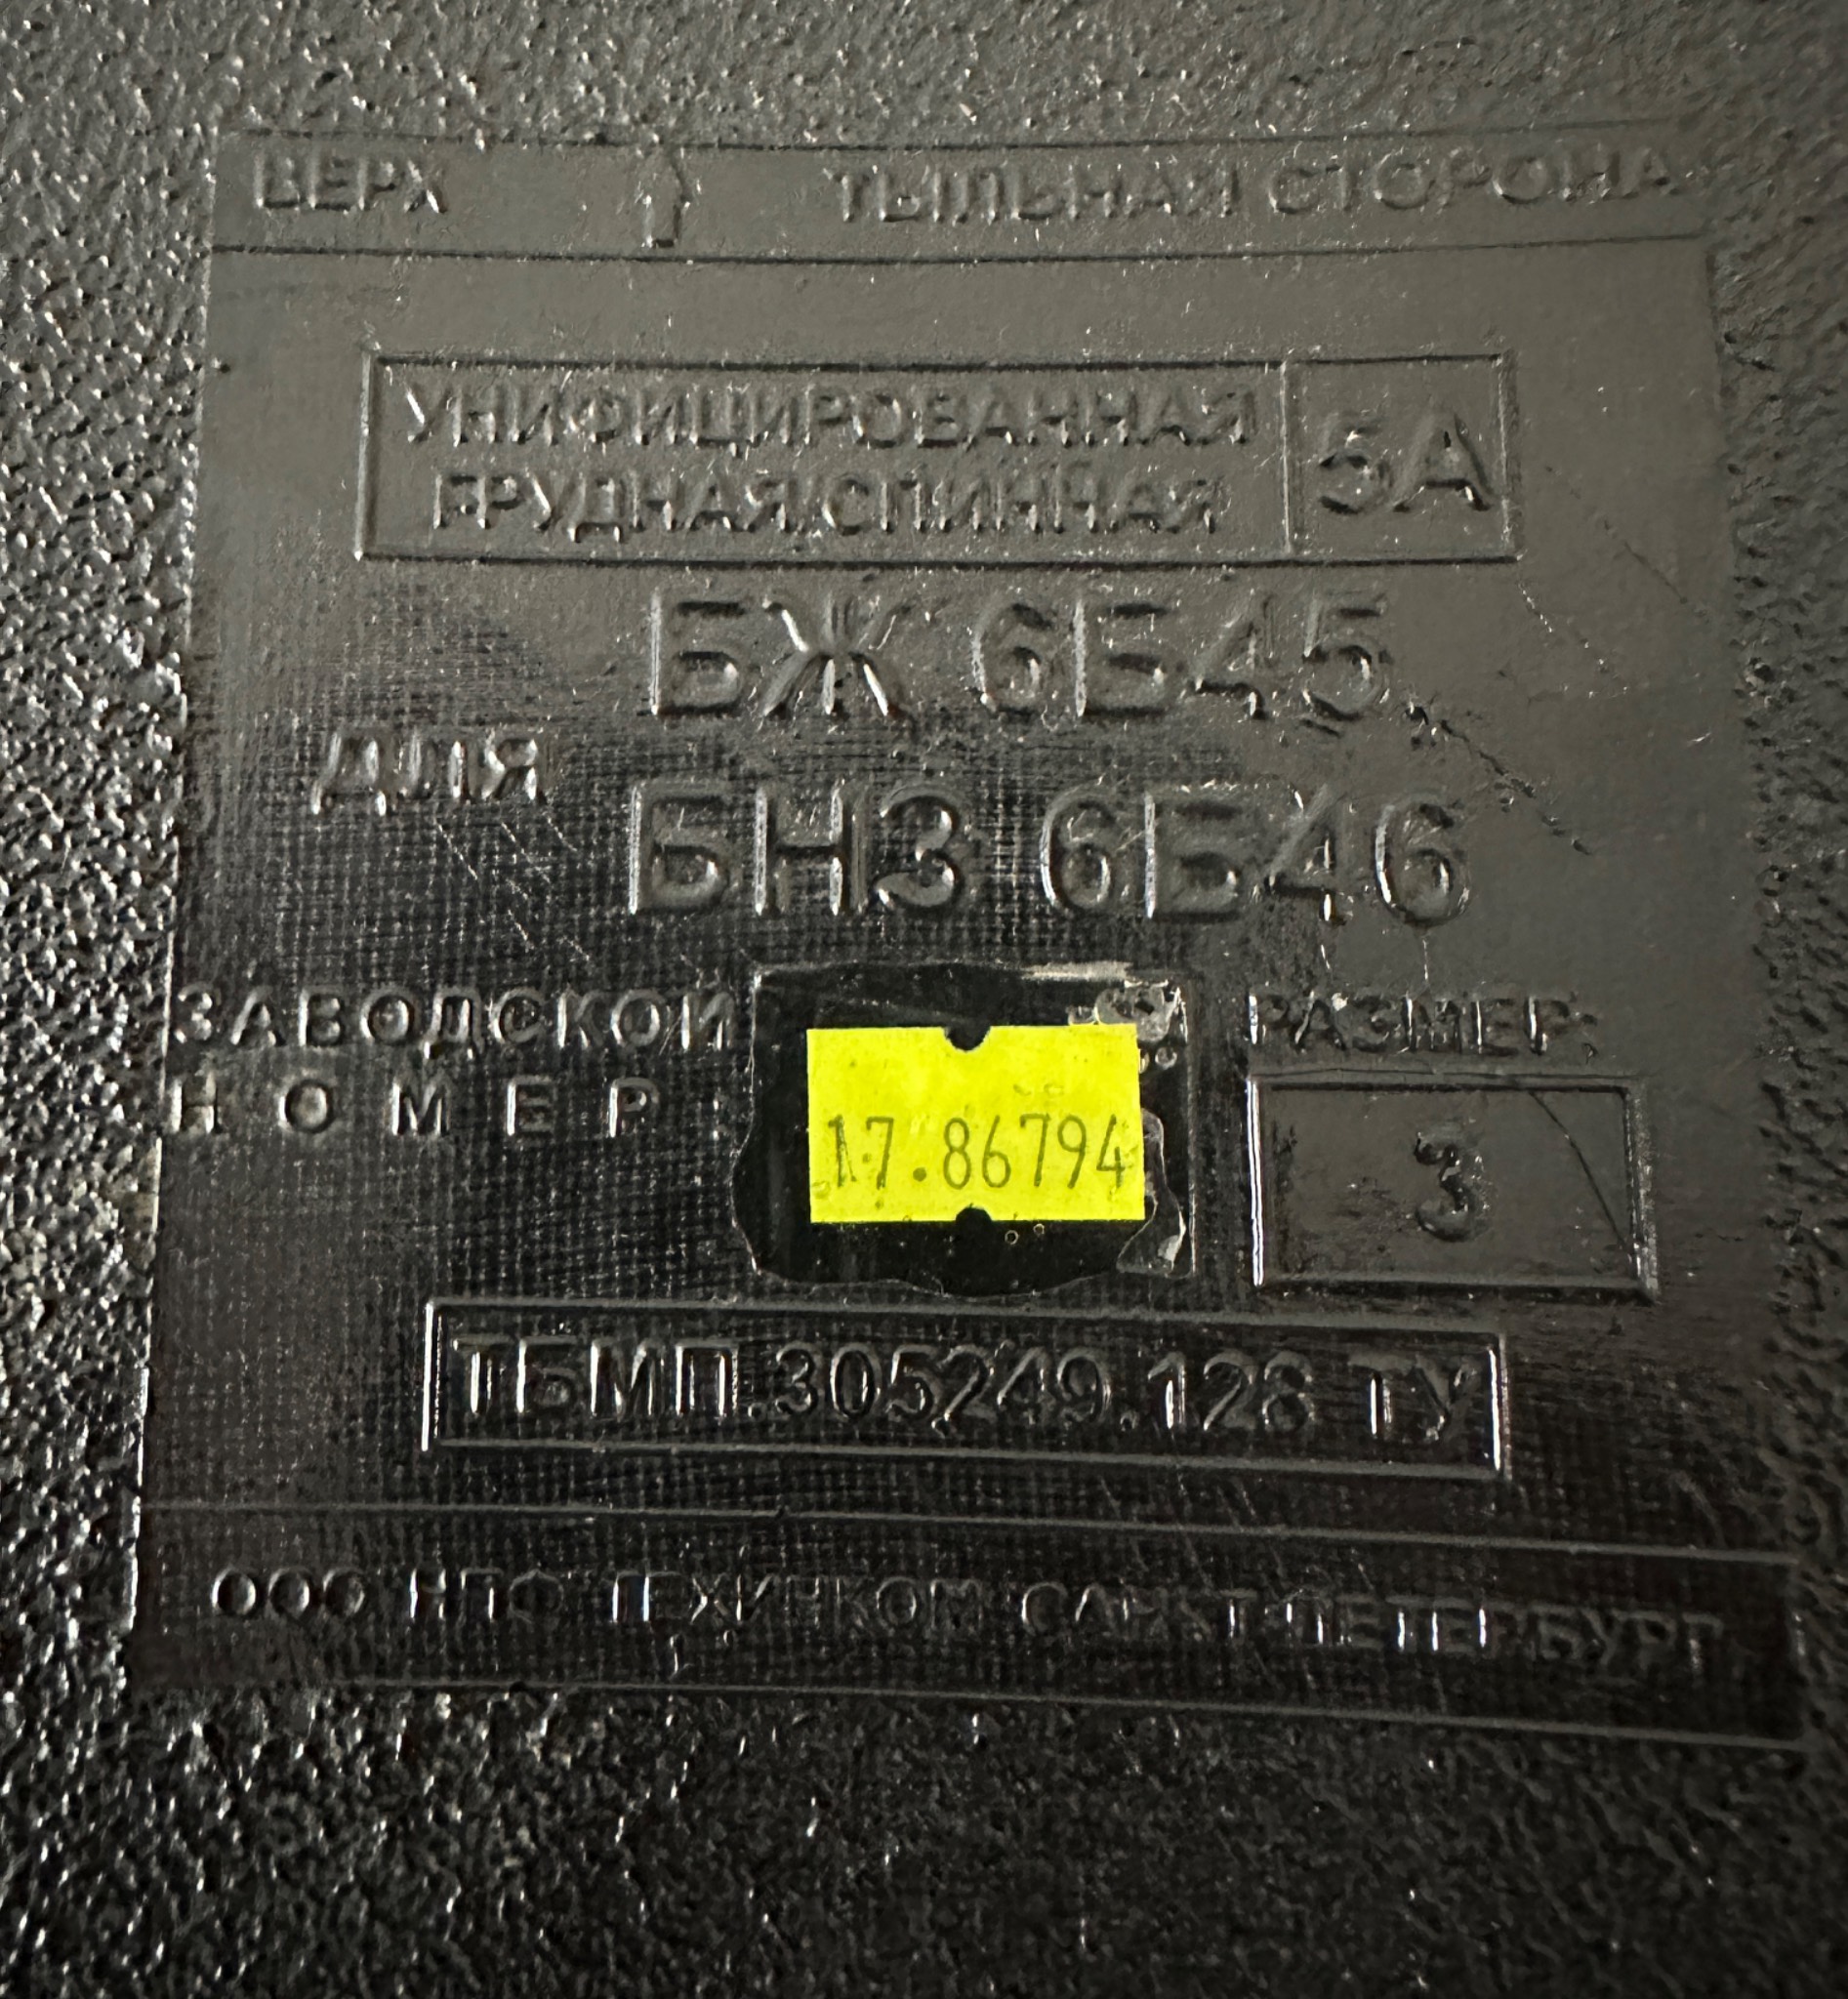 ВЕРХ ТЫЛЬНАЯ СТОРОНА
УНИФИЦИРОВАННАЯ
ГРУДНАЯ/СПИННАЯ
5А
БЖ 6Б45,
ДЛЯ
БНЗ 6Б46
ЗАВОДСКОЙ
НОМЕР
17.86794
РАЗМЕР:
3
ТБМП.305249.128 ТУ
ООО НПФ ТЕХИНКОМ САНКТ-ПЕТЕРБУРГ